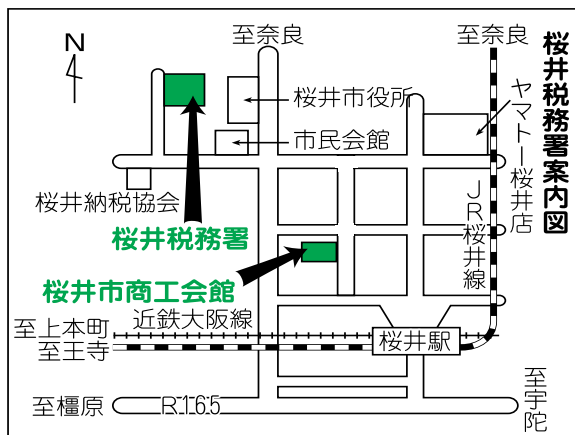 桜井税務署案内図
N
至奈良
至奈良
桜井市役所
市民会館
ヤマトー桜井店
桜井納税協会
桜井税務署
JR桜井線
桜井市商工会館
近鉄大阪線
至上本町
至王寺
桜井駅
至橿原
R165
至宇陀